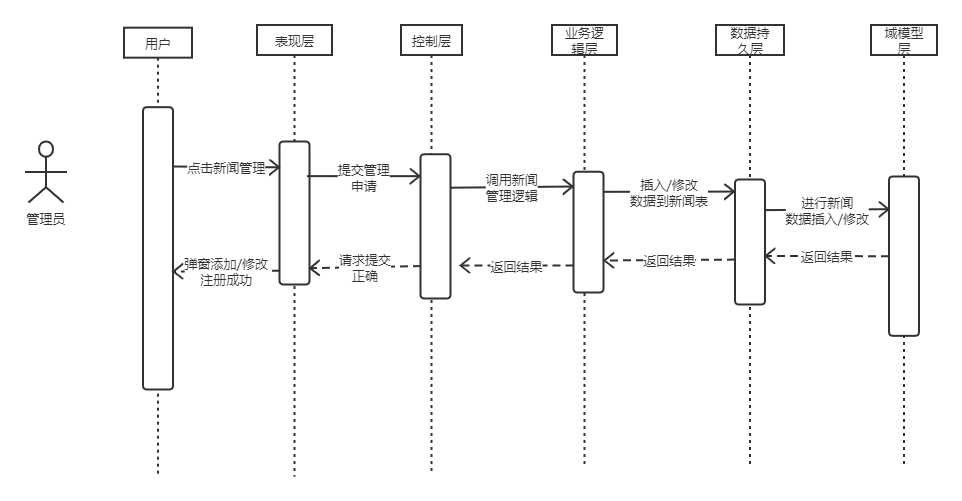 用户
表现层
控制层
业务逻
辑层
数据持
久层
域模型
层
点击新闻管理
提交管理
申请
调用新闻
管理逻辑
插入/修改
数据到新闻表
进行新闻
数据插入/修改
管理员
弹窗添加/修改
注册成功
请求提交
正确
返回结果
返回结果
返回结果